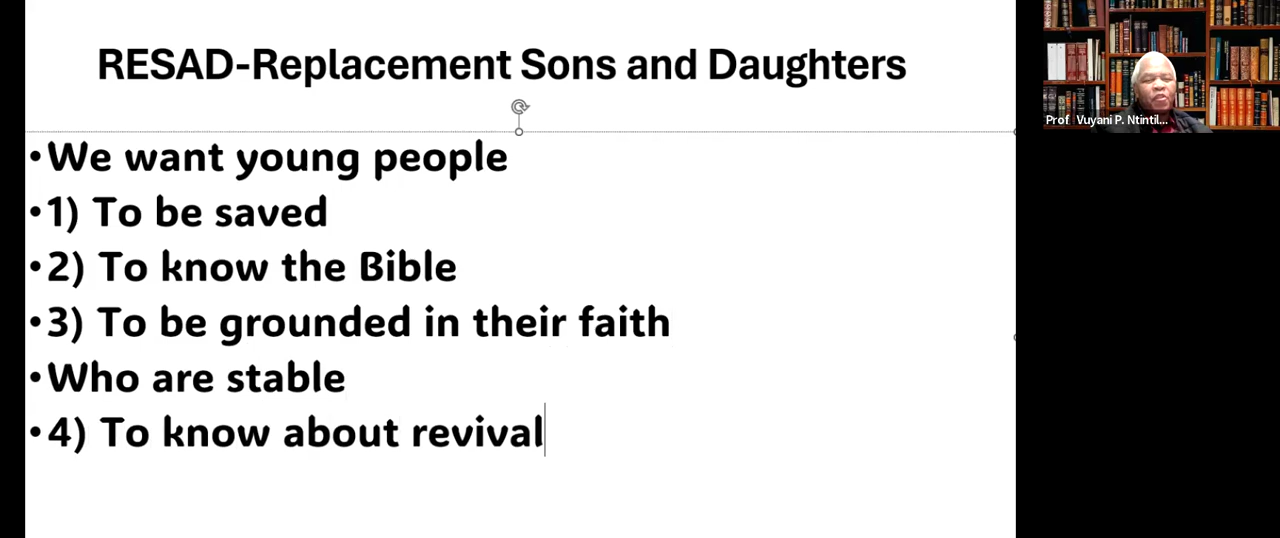 RESAD-Replacement Sons and Daughters
•We want young people
•1) To be saved
•2) To know the Bible
•3) To be grounded in their faith
•Who are stable
•4) To know about revival
Prof Vuyani P. Ntintil...